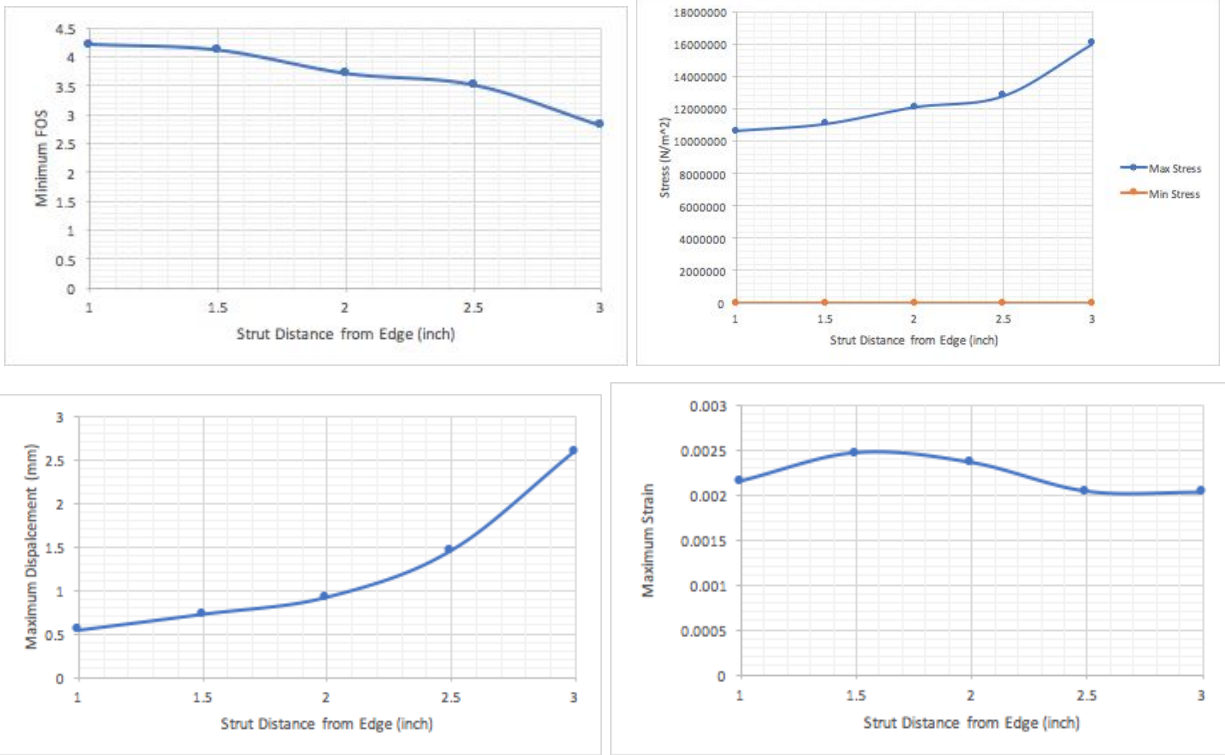 4.5
4
3.5
3
2.5
2
1.5
1
0.5
0
Minimum FOS
1 1.5 2 2.5 3
Strut Distance from Edge (inch)
18000000
16000000
14000000
12000000
10000000
8000000
6000000
4000000
2000000
0
Stress (N/m^2)
1 1.5 2 2.5 3
Strut Distance from Edge (inch)
Max Stress
Min Stress
3
2.5
2
1.5
1
0.5
0
Maximum Dispalcement (mm)
1 1.5 2 2.5 3
Strut Distance from Edge (inch)
0.003
0.0025
0.002
0.0015
0.001
0.0005
0
Maximum Strain
1 1.5 2 2.5 3
Strut Distance from Edge (inch)